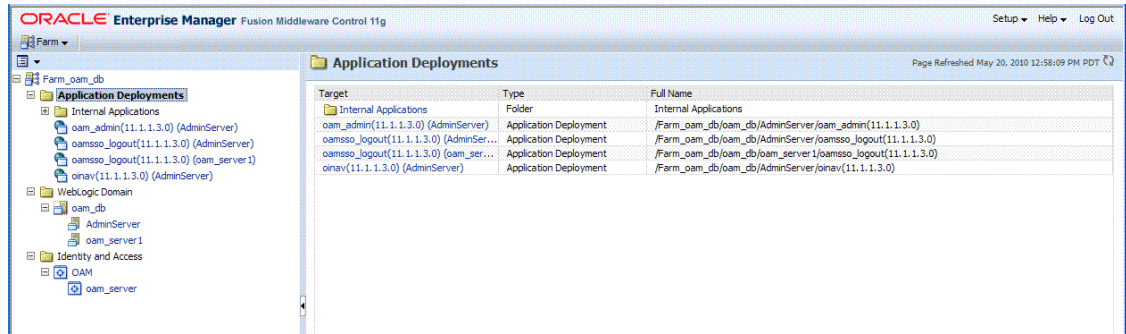 ORACLE Enterprise Manager Fusion Middleware Control 11g
Setup Help Log Out
Farm
Farm_oam_db
Application Deployments
Internal Applications
oam_admin(11.1.1.3.0) (AdminServer)
oamsso_logout(11.1.1.3.0) (AdminServer)
oamsso_logout(11.1.1.3.0) (oam_server1)
oinav(11.1.1.3.0) (AdminServer)
WebLogic Domain
oam_db
AdminServer
oam_server1
Identity and Access
OAM
oam_server
Application Deployments
Page Refreshed May 20, 2010 12:58:09 PM PDT
Target Type Full Name
Internal Applications Folder Internal Applications
oam_admin(11.1.1.3.0) (AdminServer) Application Deployment /Farm_oam_db/oam_db/AdminServer/oam_admin(11.1.1.3.0)
oamsso_logout(11.1.1.3.0) (AdminSer... Application Deployment /Farm_oam_db/oam_db/AdminServer/oamsso_logout(11.1.1.3.0)
oamsso_logout(11.1.1.3.0) (oam_ser... Application Deployment /Farm_oam_db/oam_db/oam_server1/oamsso_logout(11.1.1.3.0)
oinav(11.1.1.3.0) (AdminServer) Application Deployment /Farm_oam_db/oam_db/AdminServer/oinav(11.1.1.3.0)